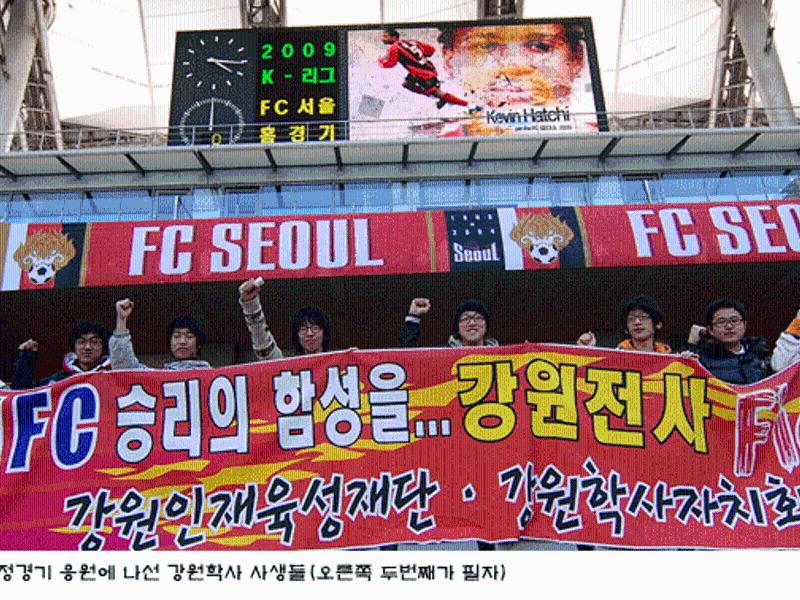 2009
K-리그
FC 서울
홈경기
Kevin Hatchi
FC SEOUL
Seoul
FC SEO
FC 승리의 함성을... 강원전사
강원인재육성재단 · 강원학사자치회
정경기 응원에 나선 강원학사 사생들(오른쪽 두번째가 필자)